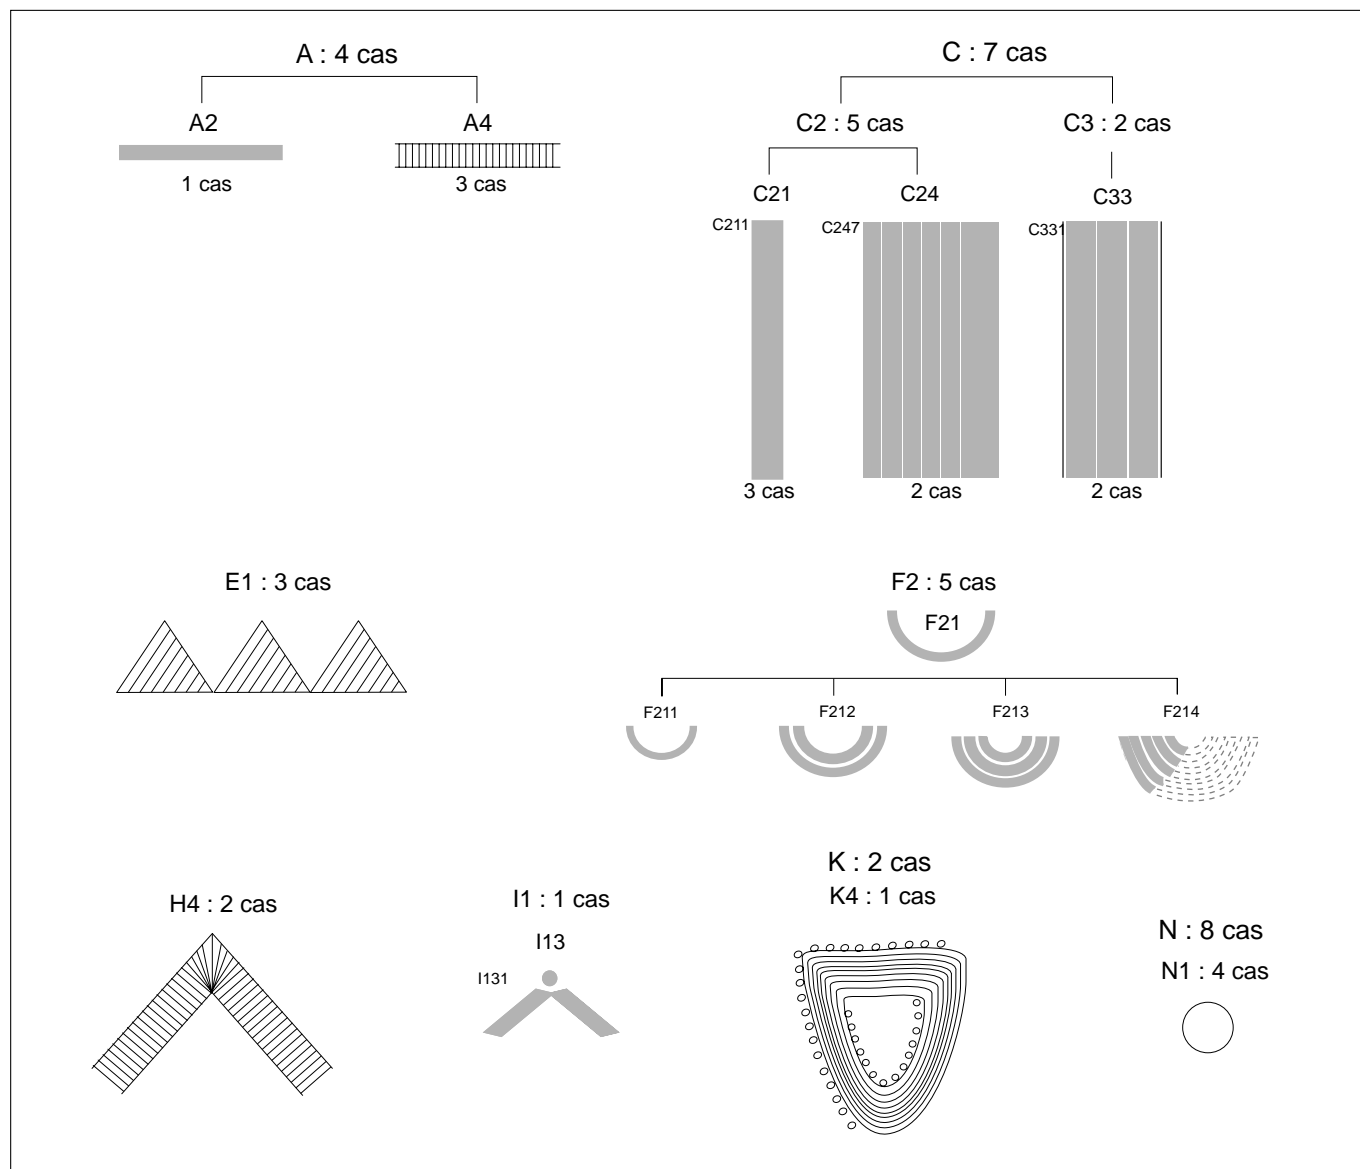 A : 4 cas
A2
1 cas
A4
3 cas
C : 7 cas
C2 : 5 cas
C3 : 2 cas
C21
C24
C33
C211
C247
C331
3 cas
2 cas
2 cas
E1 : 3 cas
F2 : 5 cas
F21
F211
F212
F213
F214
H4 : 2 cas
I1 : 1 cas
I13
I131
K : 2 cas
K4 : 1 cas
N : 8 cas
N1 : 4 cas